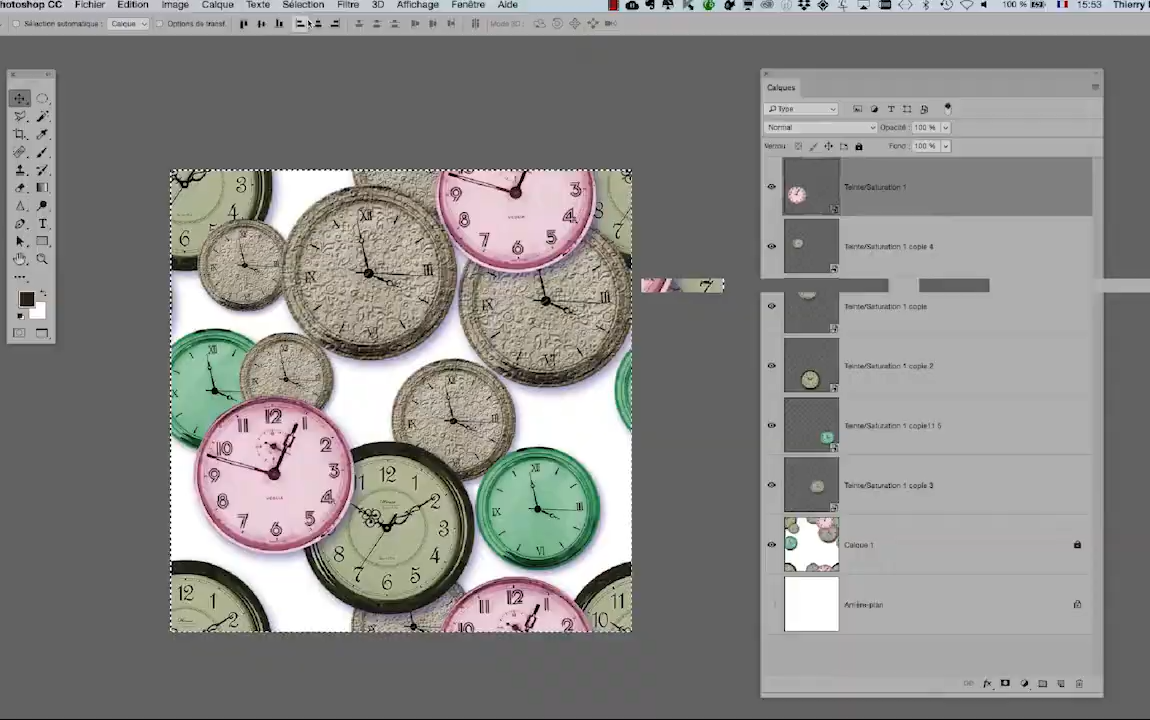 hotoshop CC Fichier Edition Image Calque Texte Sélection Filtre 3D Affichage Fenêtre Aide 100 % 15:53 Thierry
Sélection automatique : Calque Options de transf. Mode 3D :
Calques
Type
Normal Opacité : 100 %
Verrou : Fond : 100 %
Teinte/Saturation 1
Teinte/Saturation 1 copie 4
Teinte/Saturation 1 copie
Teinte/Saturation 1 copie 2
Teinte/Saturation 1 copie11 5
Teinte/Saturation 1 copie 3
Calque 1
Arrière-plan